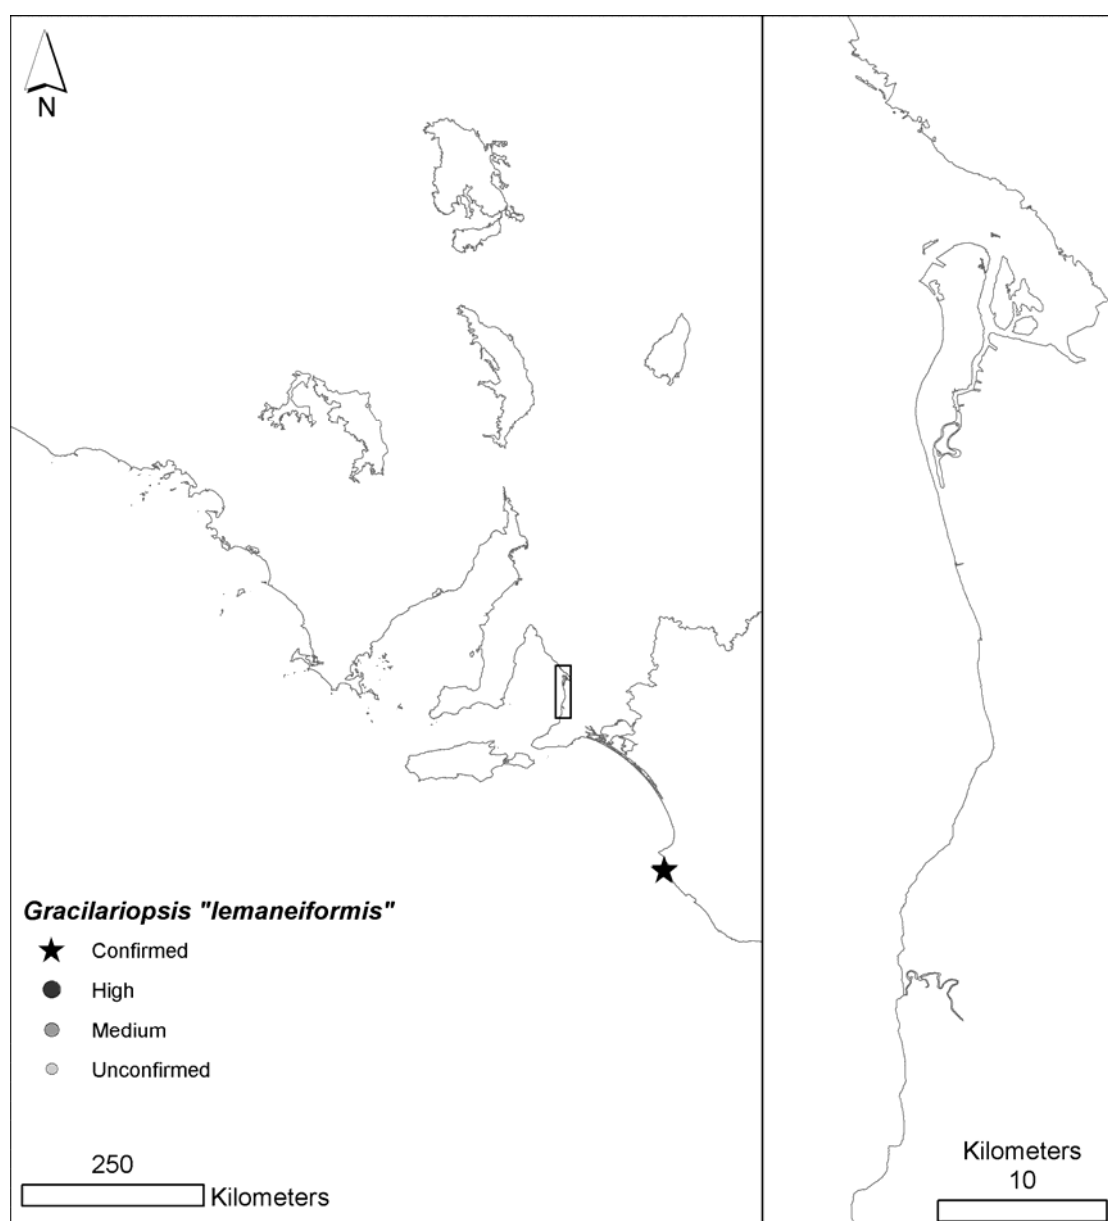 N
Gracilariopsis "lemaneiformis"
Confirmed
High
Medium
Unconfirmed
250
Kilometers
Kilometers
10